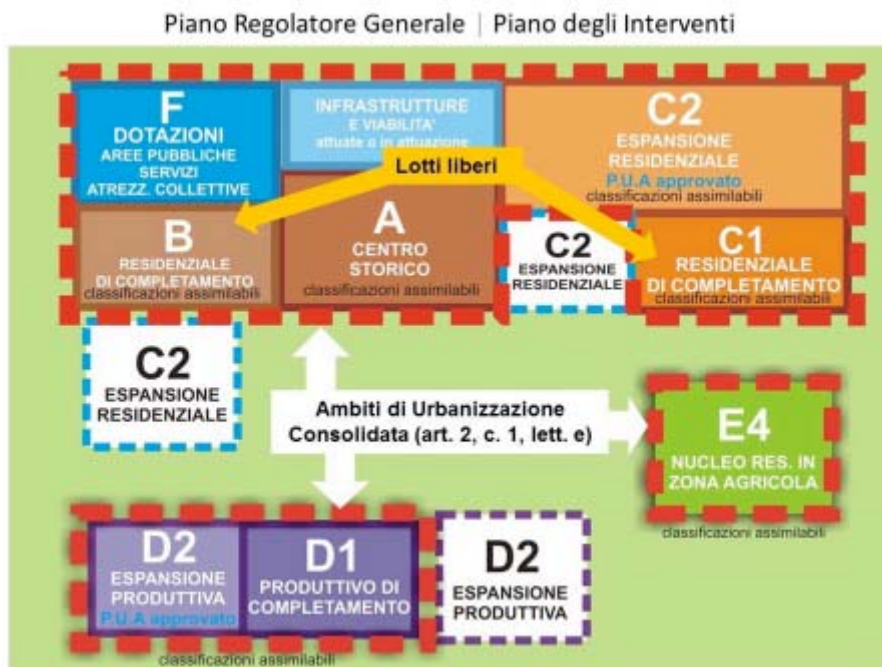 Piano Regolatore Generale | Piano degli Interventi
F
DOTAZIONI
AREE PUBBLICHE
SERVIZI
ATREZZ. COLLETTIVE
INFRASTRUTTURE
E VIABILITA'
attuate o in attuazione
C2
ESPANSIONE
RESIDENZIALE
P.U.A approvato
classificazioni assimilabili
Lotti liberi
B
RESIDENZIALE
DI COMPLETAMENTO
classificazioni assimilabili
A
CENTRO
STORICO
classificazioni assimilabili
C2
ESPANSIONE
RESIDENZIALE
C1
RESIDENZIALE
DI COMPLETAMENTO
classificazioni assimilabili
C2
ESPANSIONE
RESIDENZIALE
Ambiti di Urbanizzazione
Consolidata (art. 2, c. 1, lett. e)
E4
NUCLEO RES. IN
ZONA AGRICOLA
classificazioni assimilabili
D2
ESPANSIONE
PRODUTTIVA
P.U.A approvato
D1
PRODUTTIVO DI
COMPLETAMENTO
D2
ESPANSIONE
PRODUTTIVA
classificazioni assimilabili